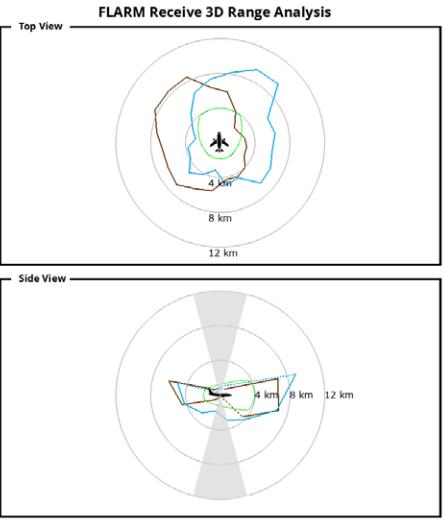 FLARM Receive 3D Range Analysis
Top View
4 km
8 km
12 km
Side View
4 km 8 km 12 km